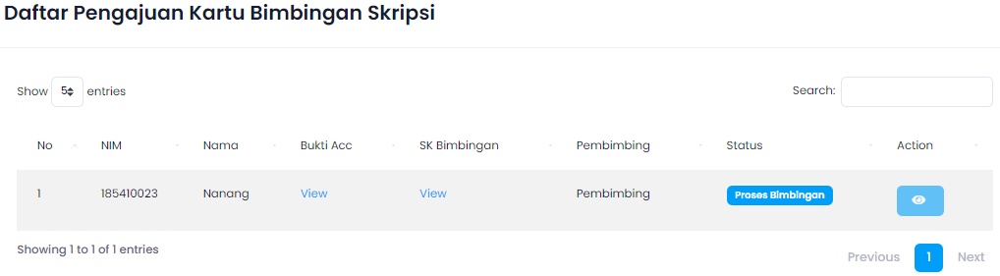 Daftar Pengajuan Kartu Bimbingan Skripsi
Show 5 entries Search:
No NIM Nama Bukti Acc SK Bimbingan Pembimbing Status Action
1 185410023 Nanang View View Pembimbing Proses Bimbingan
Showing 1 to 1 of 1 entries
Previous 1 Next